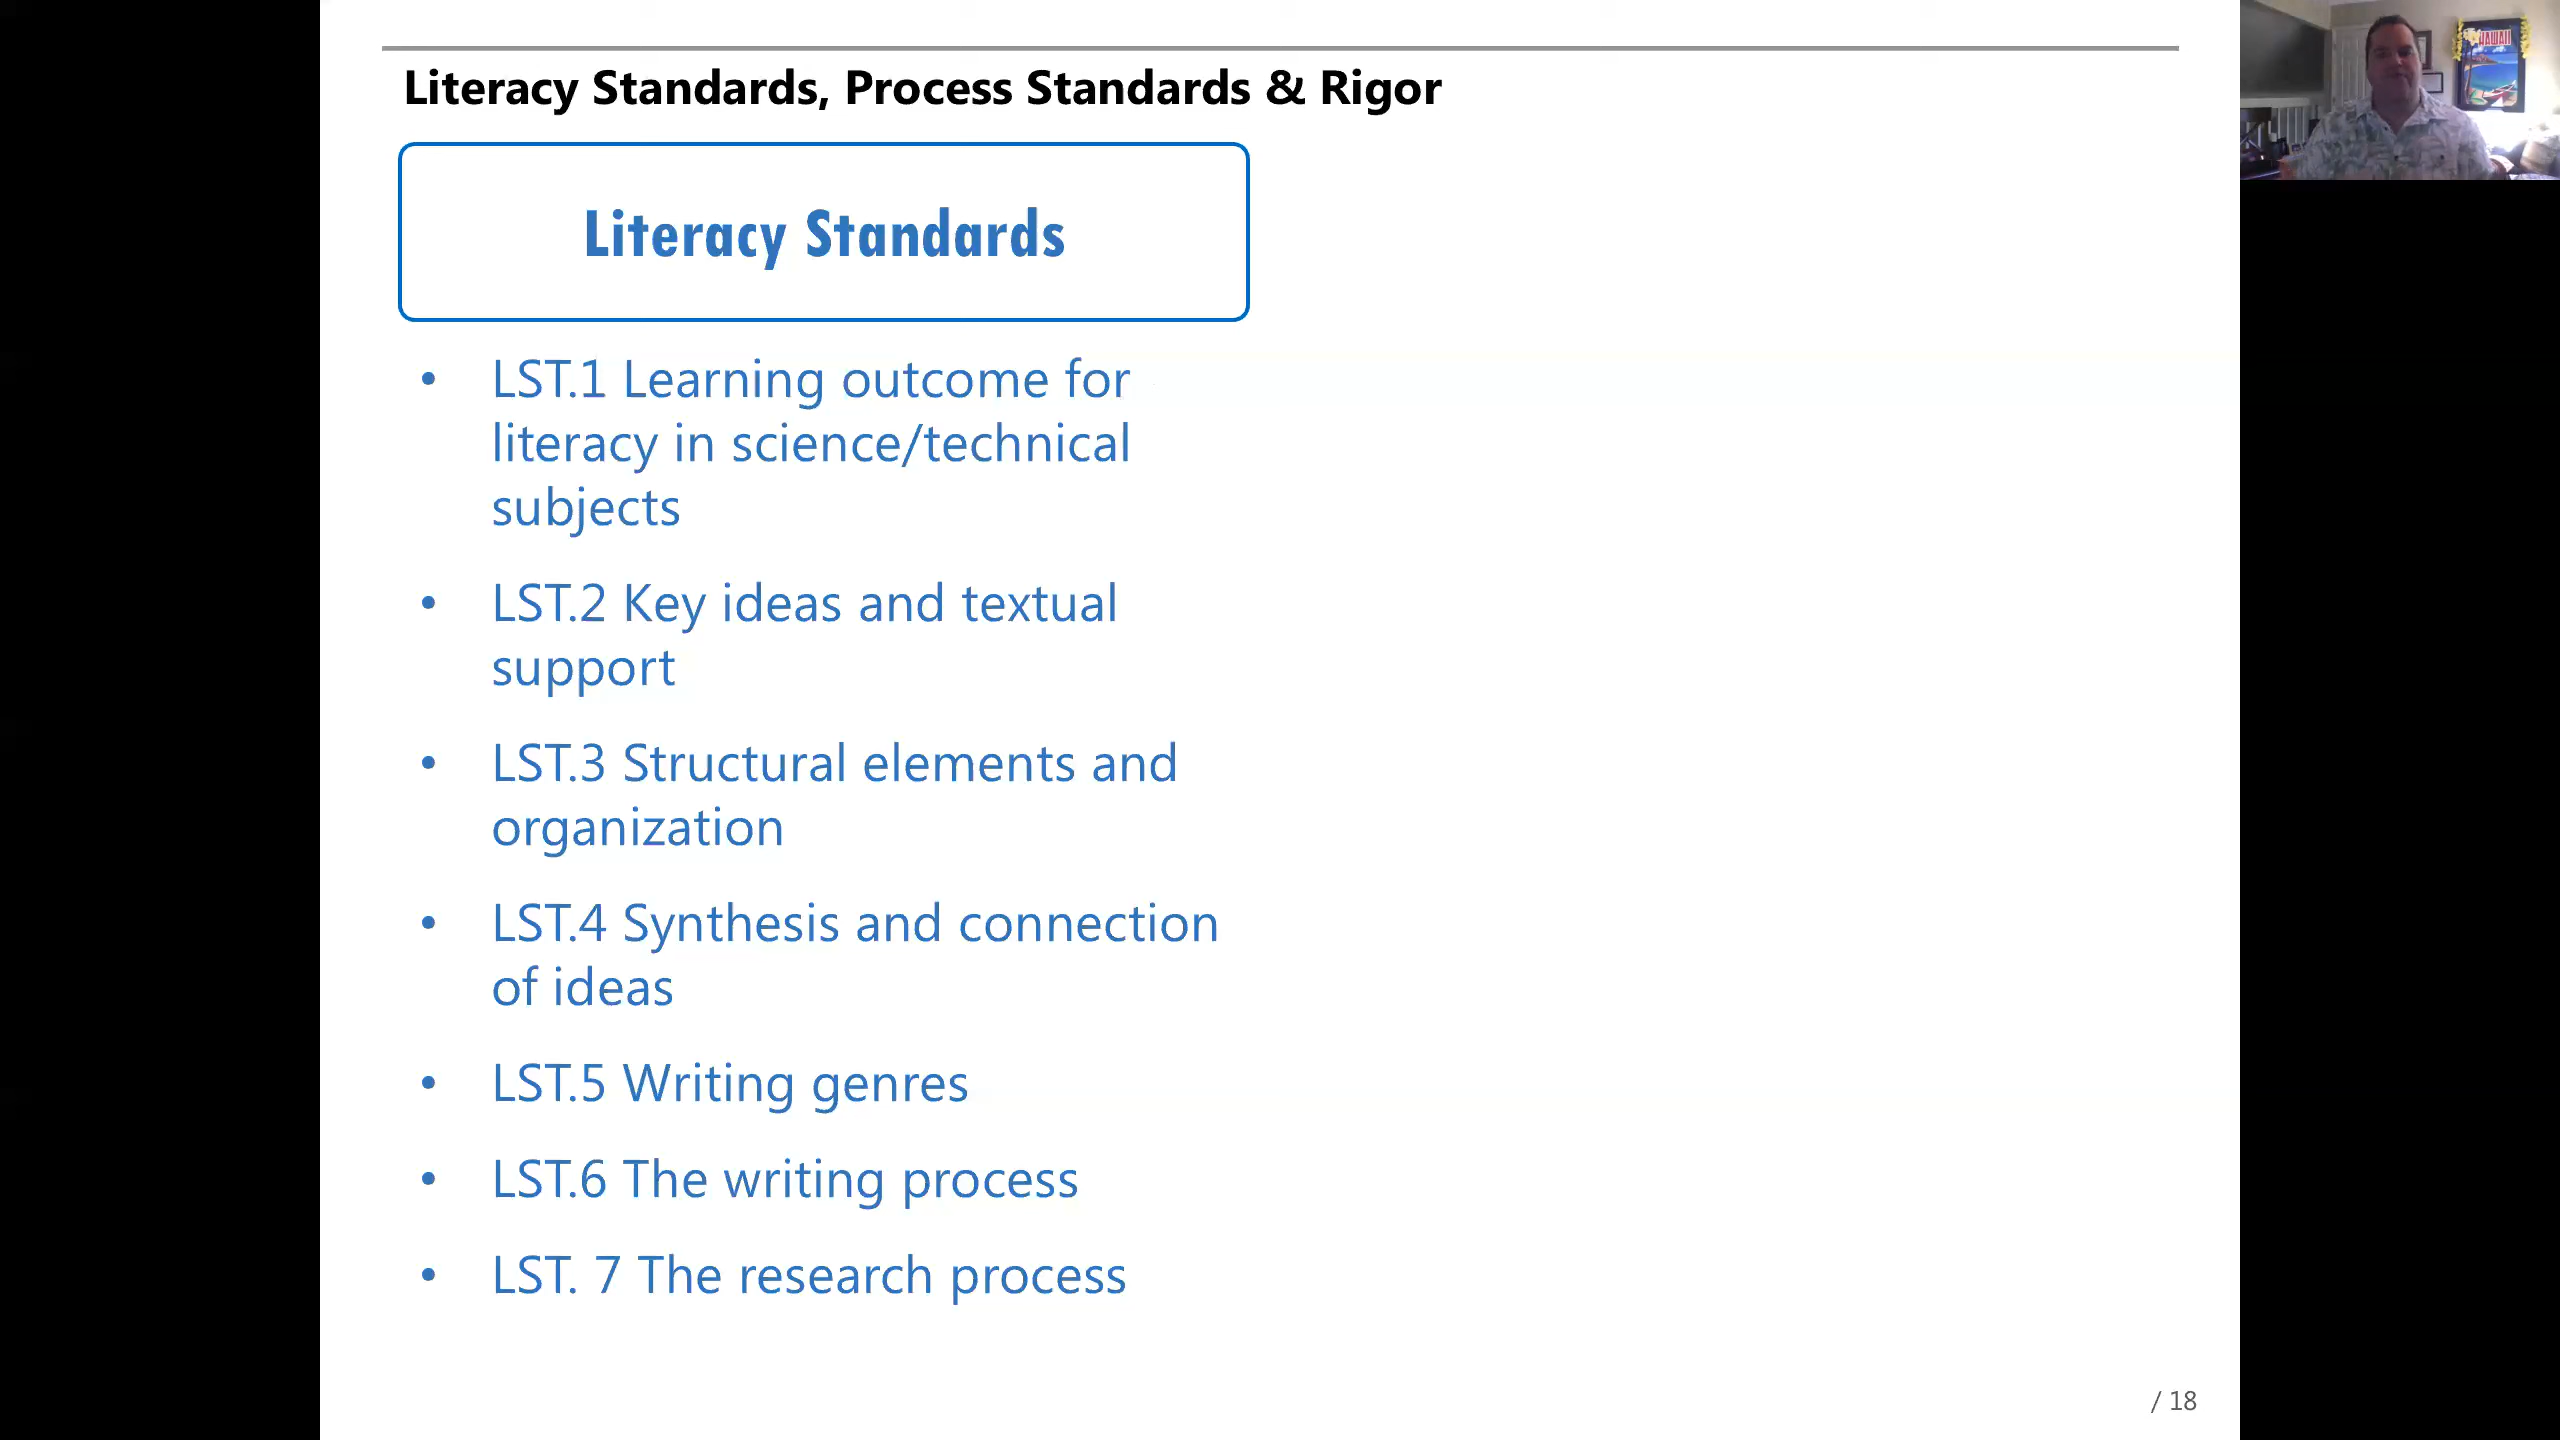 Literacy Standards, Process Standards & Rigor
HAWAII
Literacy Standards
• LST.1 Learning outcome for
literacy in science/technical
subjects
• LST.2 Key ideas and textual
support
• LST.3 Structural elements and
organization
• LST.4 Synthesis and connection
of ideas
• LST.5 Writing genres
• LST.6 The writing process
• LST. 7 The research process
/ 18